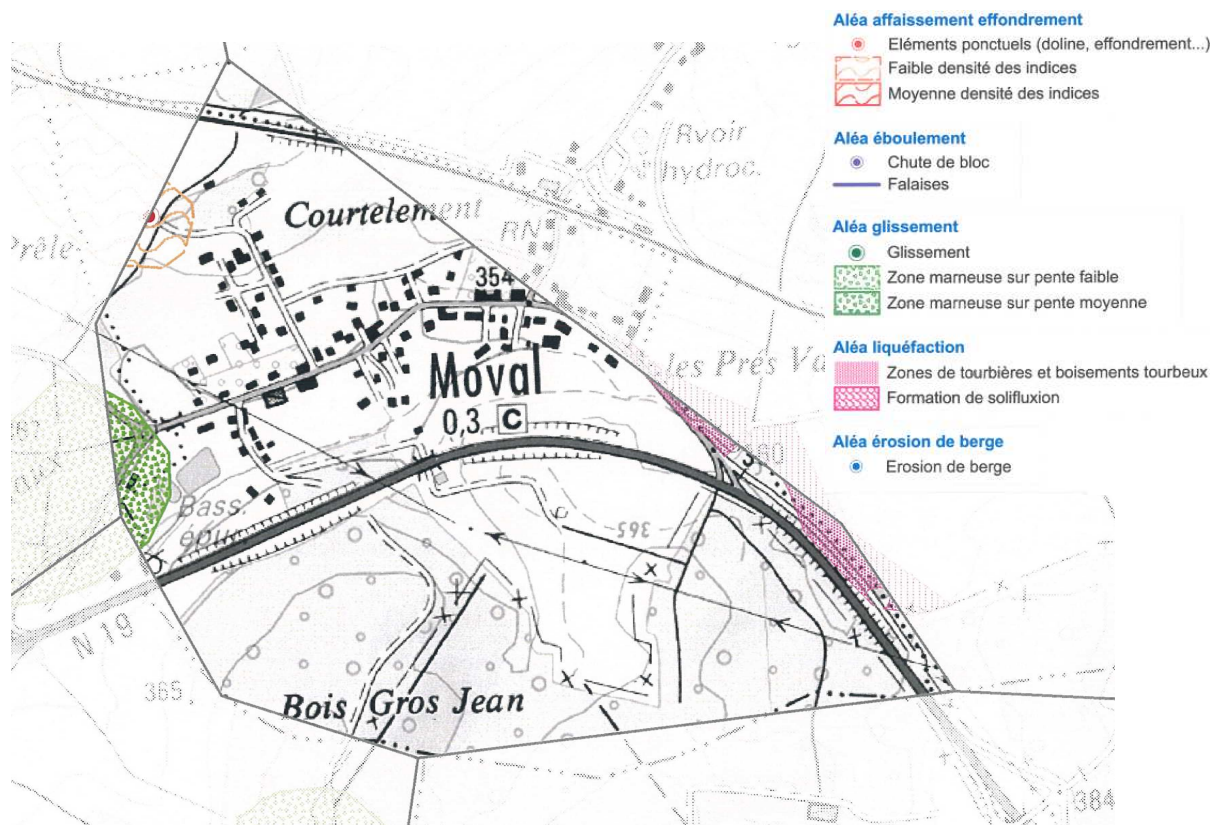 Aléa affaissement effondrement
Eléments ponctuels (doline, effondrement...)
Faible densité des indices
Moyenne densité des indices
Aléa éboulement
Chute de bloc
Falaises
Aléa glissement
Glissement
Zone marneuse sur pente faible
Zone marneuse sur pente moyenne
Aléa liquéfaction
Zones de tourbières et boisements tourbeux
Formation de solifluxion
Aléa érosion de berge
Erosion de berge
Rvoir
hydroc.
Courtelement
RN
Prêle
354
les Prés
Moval
0,3 C
Bass.
épur.
365
N 19
365
Bois Gros Jean
384